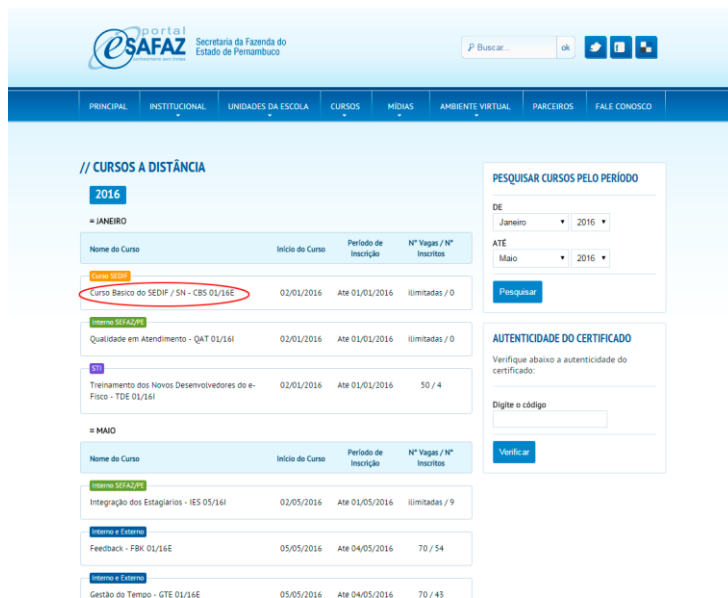 portal
eSAFAZ
Secretaria da Fazenda do
Estado de Pernambuco
Buscar...
ok
PRINCIPAL INSTITUCIONAL UNIDADES DA ESCOLA CURSOS MÍDIAS AMBIENTE VIRTUAL PARCEIROS FALE CONOSCO
// CURSOS A DISTÂNCIA
2016
= JANEIRO
Nome do Curso Início do Curso Período de Inscrição Nº Vagas / Nº Inscritos
Curso SEDIF
Curso Básico do SEDIF / SN - CBS 01/16E 02/01/2016 Ate 01/01/2016 ilimitadas / 0
Interno SEFAZ/PE
Qualidade em Atendimento - QAT 01/16I 02/01/2016 Ate 01/01/2016 ilimitadas / 0
STI
Treinamento dos Novos Desenvolvedores do e-
Fisco - TDE 01/16I 02/01/2016 Ate 01/01/2016 50 / 4
= MAIO
Nome do Curso Início do Curso Período de Inscrição Nº Vagas / Nº Inscritos
Interno SEFAZ/PE
Integração dos Estagiários - IES 05/16I 02/05/2016 Ate 01/05/2016 ilimitadas / 9
Interno e Externo
Feedback - FBK 01/16E 05/05/2016 Ate 04/05/2016 70 / 54
Interno e Externo
Gestão do Tempo - GTE 01/16E 05/05/2016 Ate 04/05/2016 70 / 43
PESQUISAR CURSOS PELO PERÍODO
DE
Janeiro 2016
ATÉ
Maio 2016
Pesquisar
AUTENTICIDADE DO CERTIFICADO
Verifique abaixo a autenticidade do
certificado:
Digite o código
Verificar